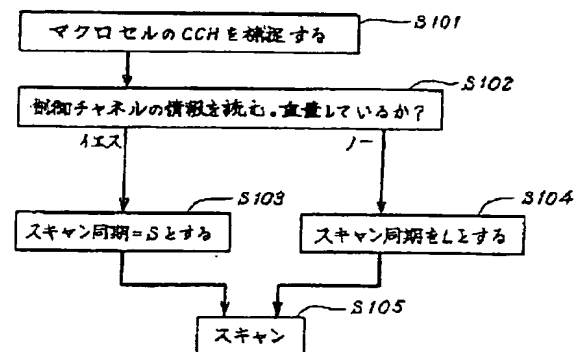 マクロセルのCCHを捕捉する
S101
S102
制御チャネルの情報を読む。重畳しているか?
イエス
ノー
S103
S104
スキャン同期=Sとする
スキャン同期をLとする
S105
スキャン